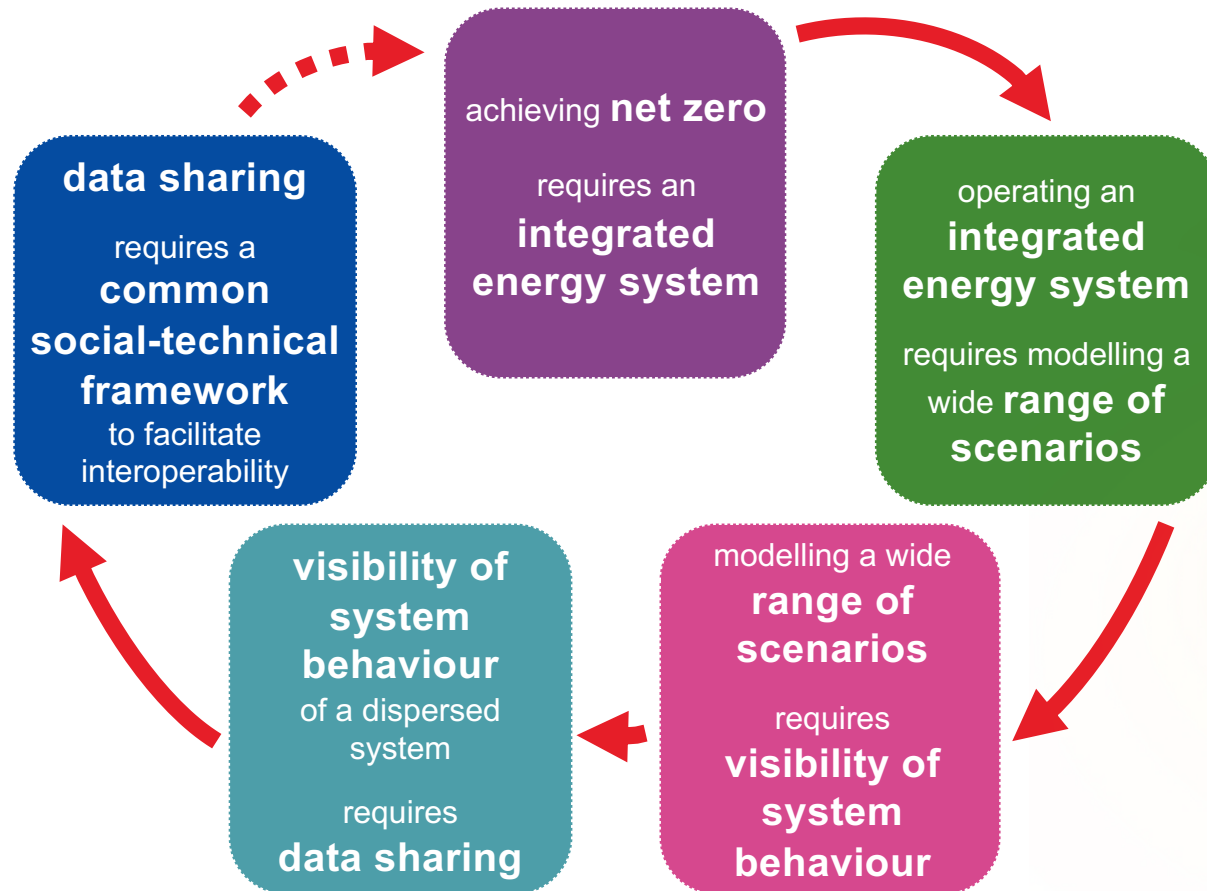 achieving net zero
requires an
integrated
energy system
operating an
integrated
energy system
requires modelling a
wide range of
scenarios
modelling a wide
range of
scenarios
requires
visibility of
system
behaviour
visibility of
system
behaviour
of a dispersed
system
requires
data sharing
data sharing
requires a
common
social-technical
framework
to facilitate
interoperability